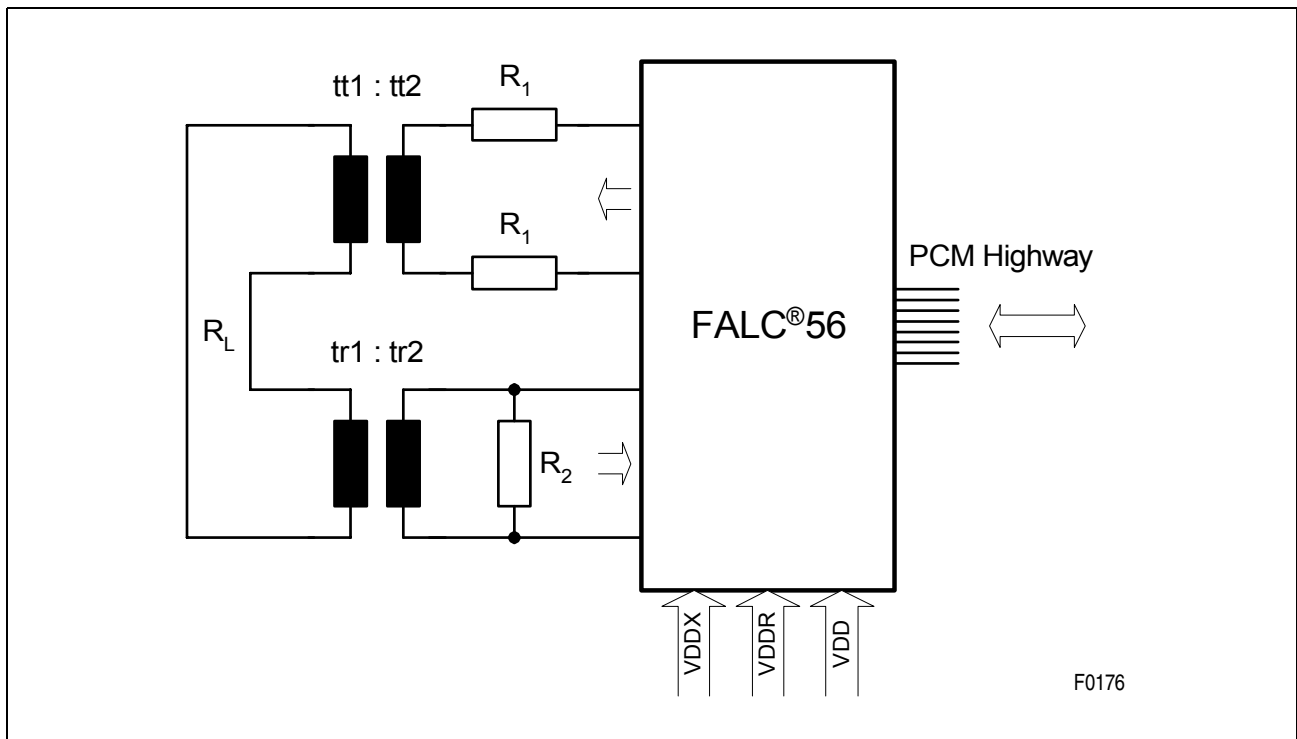 tt1 : tt2
R1
R1
PCM Highway
FALC®56
RL
tr1 : tr2
R2
VDDX
VDDR
VDD
F0176